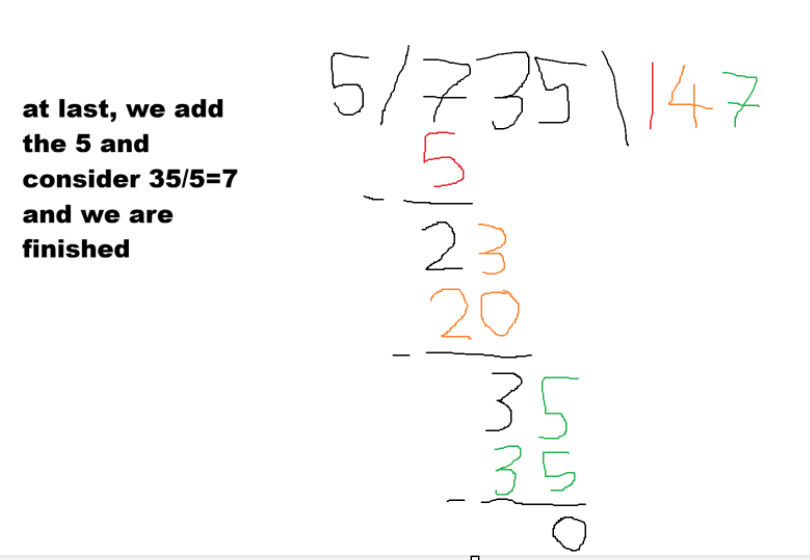 at last, we add
the 5 and
consider 35/5=7
and we are
finished
5/735\147
5
-
23
20
-
35
35
-
0